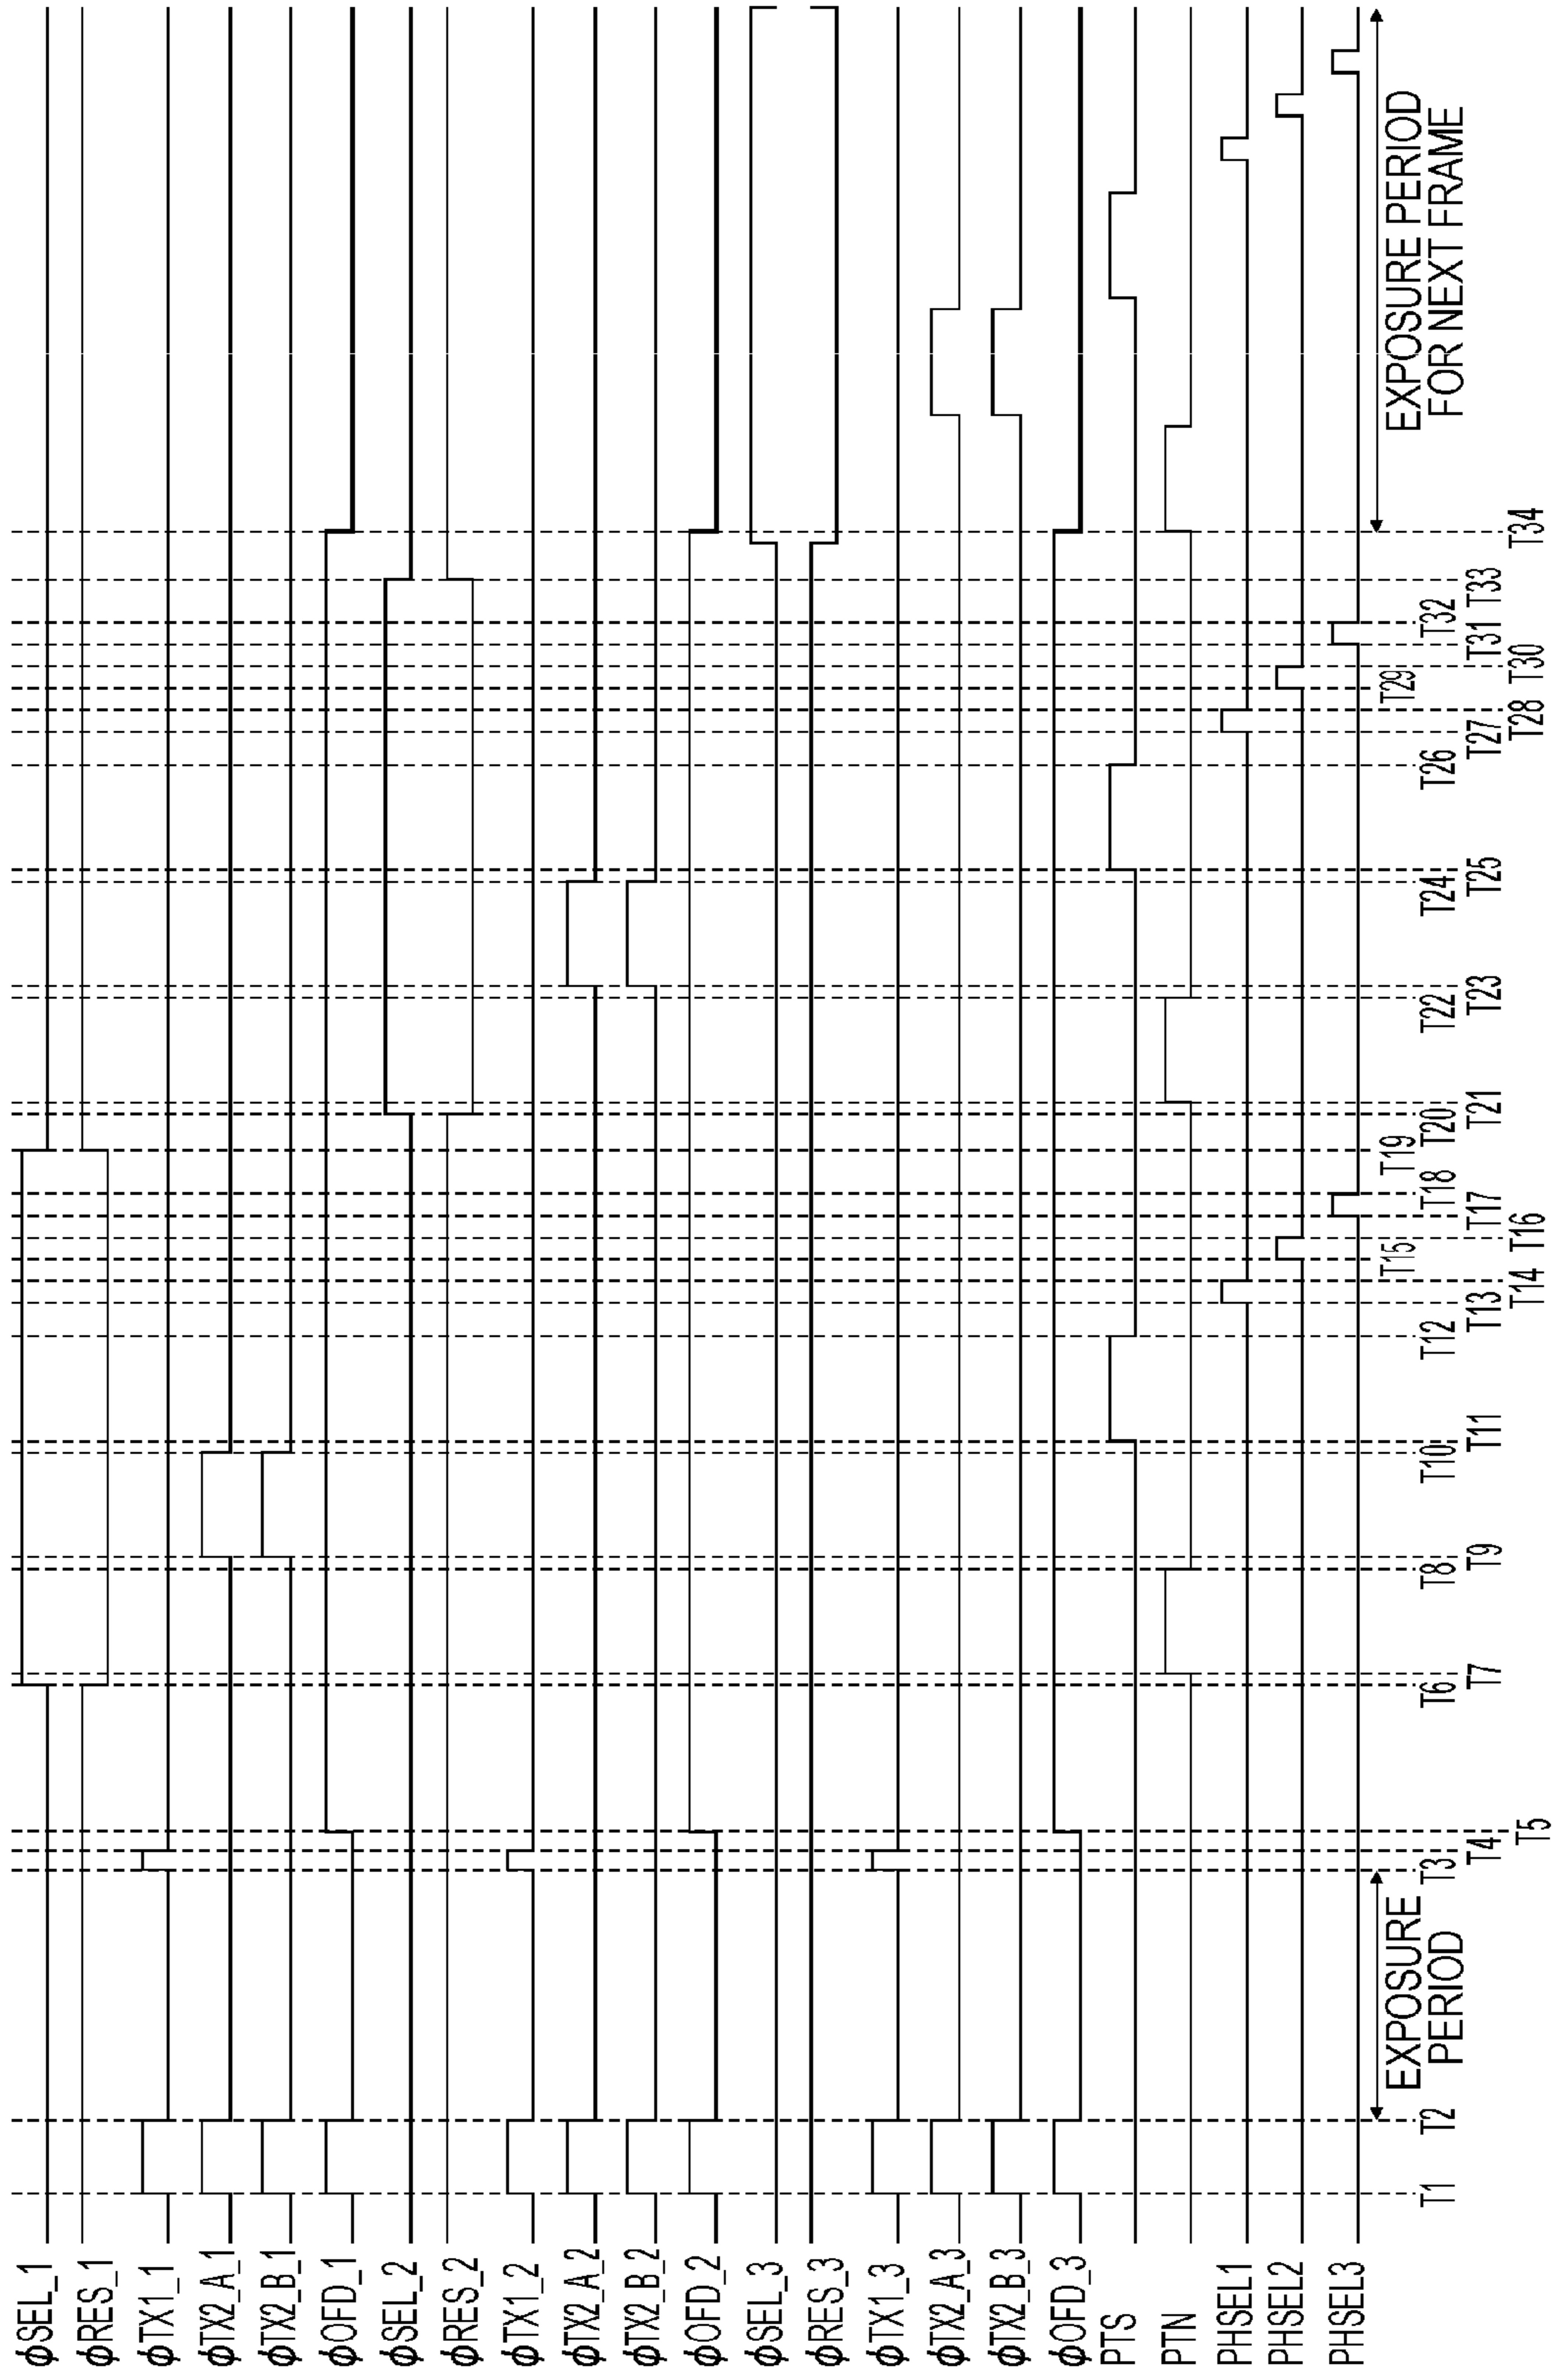 ϕSEL_1
ϕRES_1
ϕTX1_1
ϕTX2_A_1
ϕTX2_B_1
ϕOFD_1
ϕSEL_2
ϕRES_2
ϕTX1_2
ϕTX2_A_2
ϕTX2_B_2
ϕOFD_2
ϕSEL_3
ϕRES_3
ϕTX1_3
ϕTX2_A_3
ϕTX2_B_3
ϕOFD_3
PTS
PTN
PHSEL1
PHSEL2
PHSEL3
EXPOSURE
PERIOD
EXPOSURE PERIOD
FOR NEXT FRAME
T1
T2
T3
T4
T5
T6
T7
T8
T9
T10
T11
T12
T13
T14
T15
T16
T17
T18
T19
T20
T21
T22
T23
T24
T25
T26
T27
T28
T29
T30
T31
T32
T33
T34